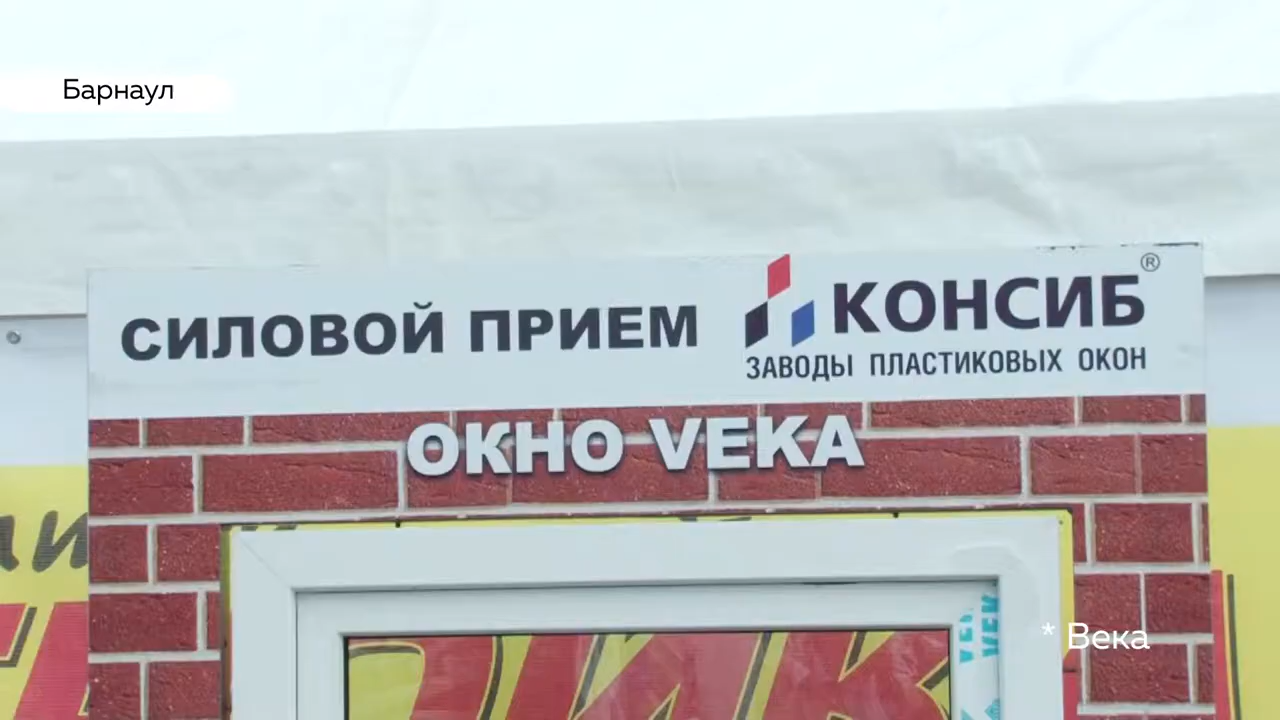 Барнаул
СИЛОВОЙ ПРИЕМ
КОНСИБ®
ЗАВОДЫ ПЛАСТИКОВЫХ ОКОН
ОКНО VEKA
* Века